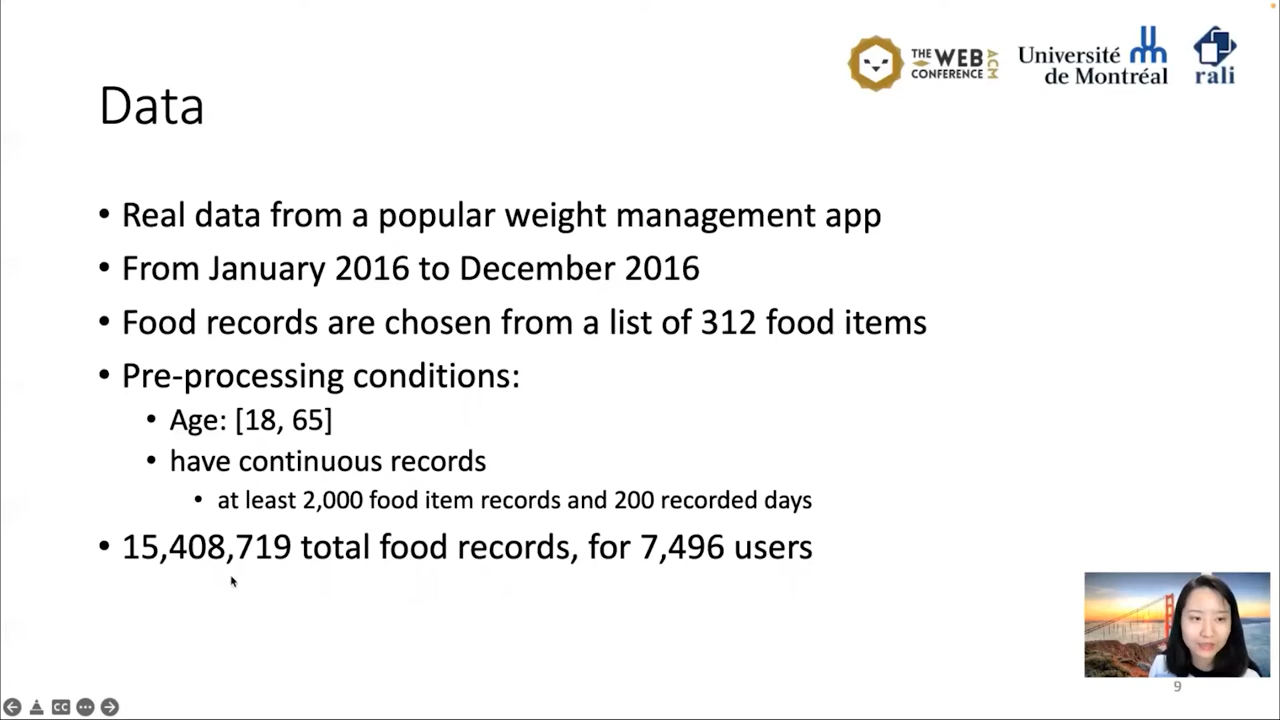 THE WEB CONFERENCE ACM
Université de Montréal
rali
Data
• Real data from a popular weight management app
• From January 2016 to December 2016
• Food records are chosen from a list of 312 food items
• Pre-processing conditions:
• Age: [18, 65]
• have continuous records
• at least 2,000 food item records and 200 recorded days
• 15,408,719 total food records, for 7,496 users
9
CC